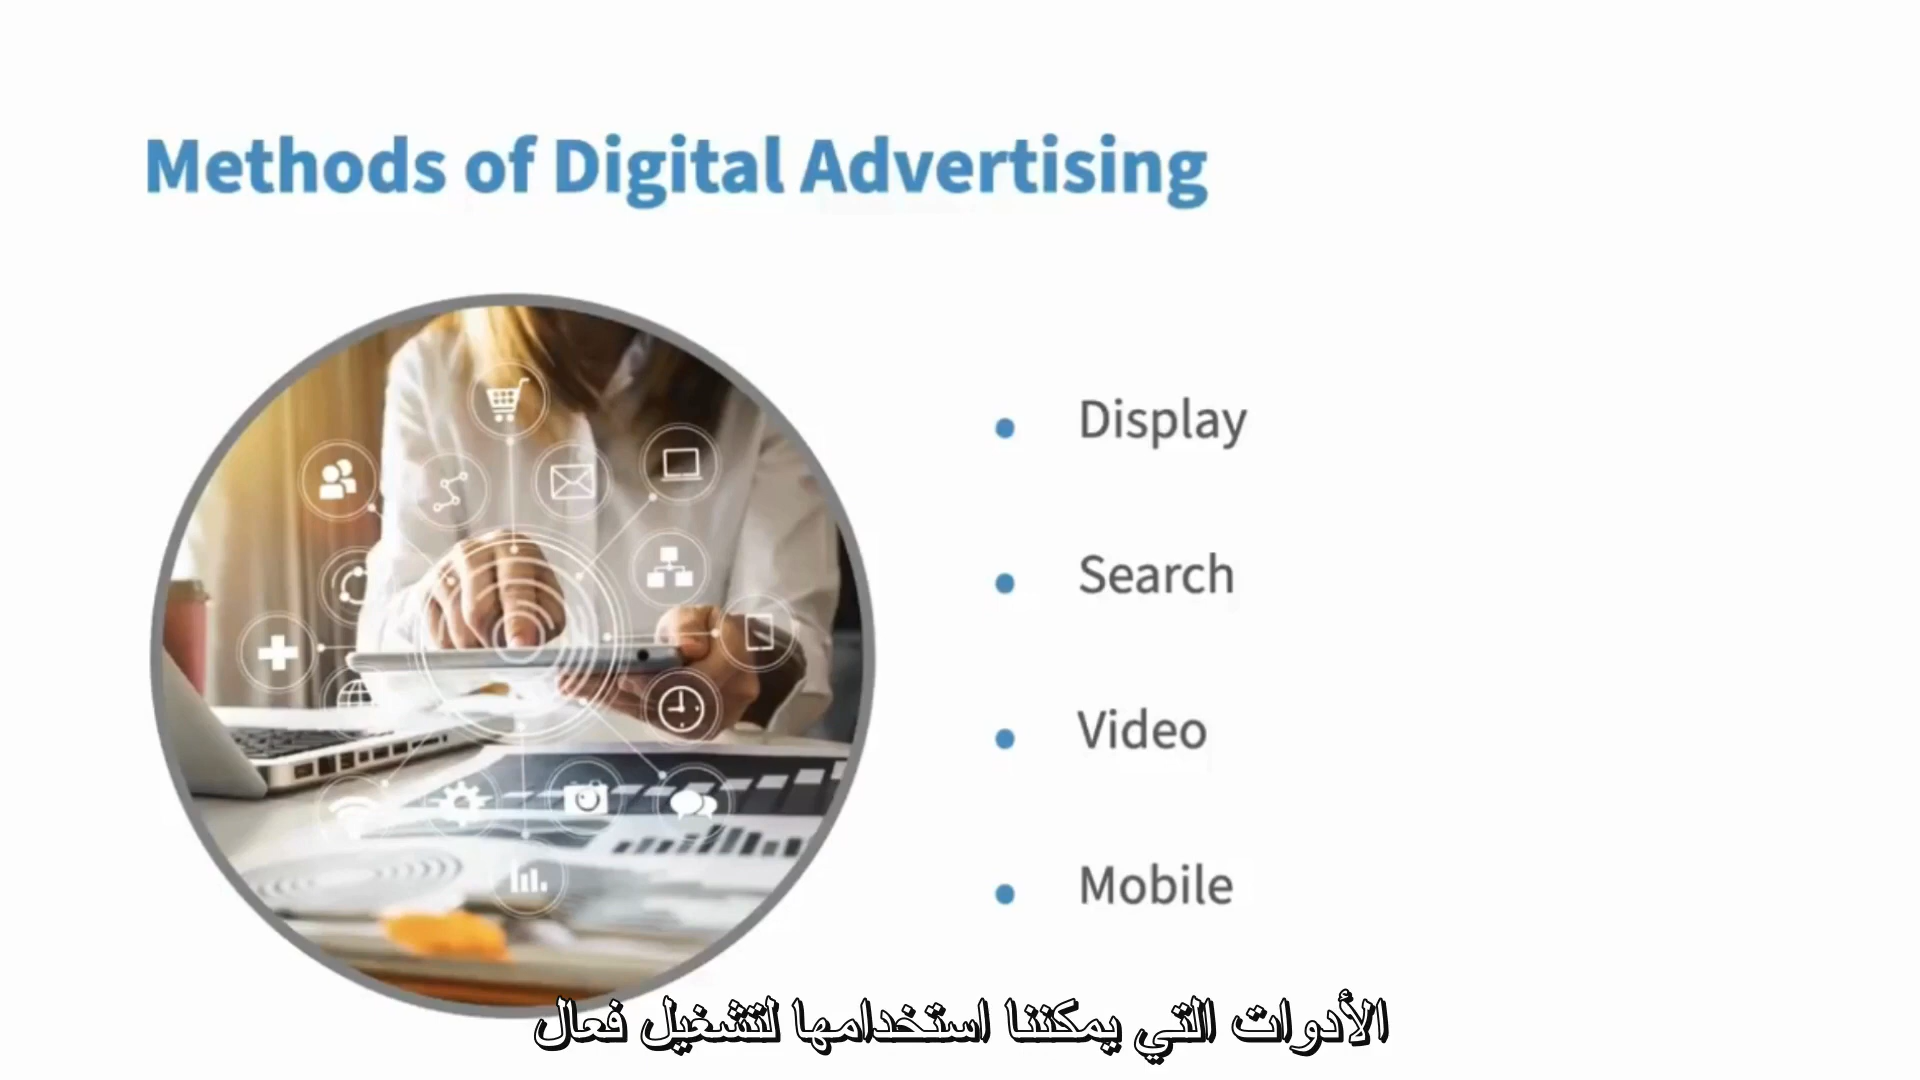 Methods of Digital Advertising
Display
Search
Video
Mobile
الأدوات التي يمكننا استخدامها لتشغيل فعال